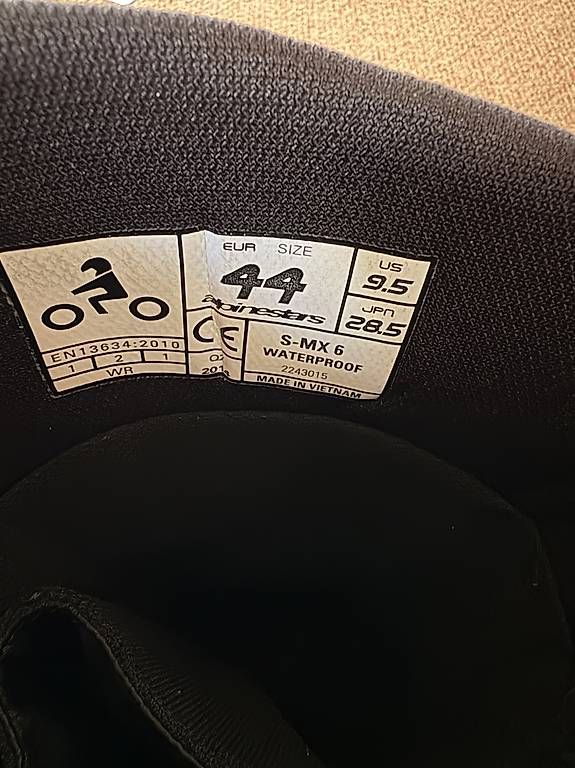 EUR SIZE
44
alpinestars
US
9.5
JPN
28.5
EN13634:2010
1 2 1
WR
CE
S-MX 6
WATERPROOF
2243015
MADE IN VIETNAM